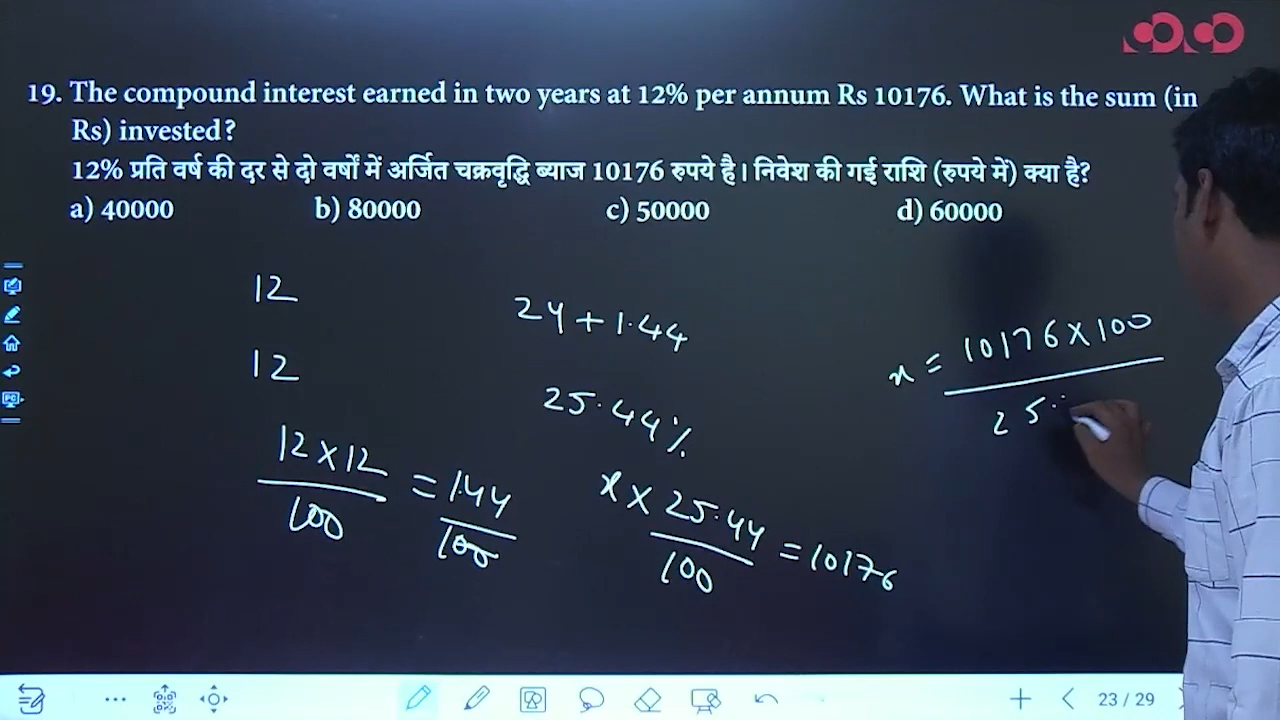 19. The compound interest earned in two years at 12% per annum Rs 10176. What is the sum (in
Rs) invested?
12% प्रति वर्ष की दर से दो वर्षों में अर्जित चक्रवृद्धि ब्याज 10176 रुपये है। निवेश की गई राशि (रुपये में) क्या है?
a) 40000 b) 80000 c) 50000 d) 60000
12
12
12 × 12
100
= 1.44
100
24 + 1.44
25.44%
x × 25.44
100
= 10176
x = 10176 × 100
25.
PC
23 / 29